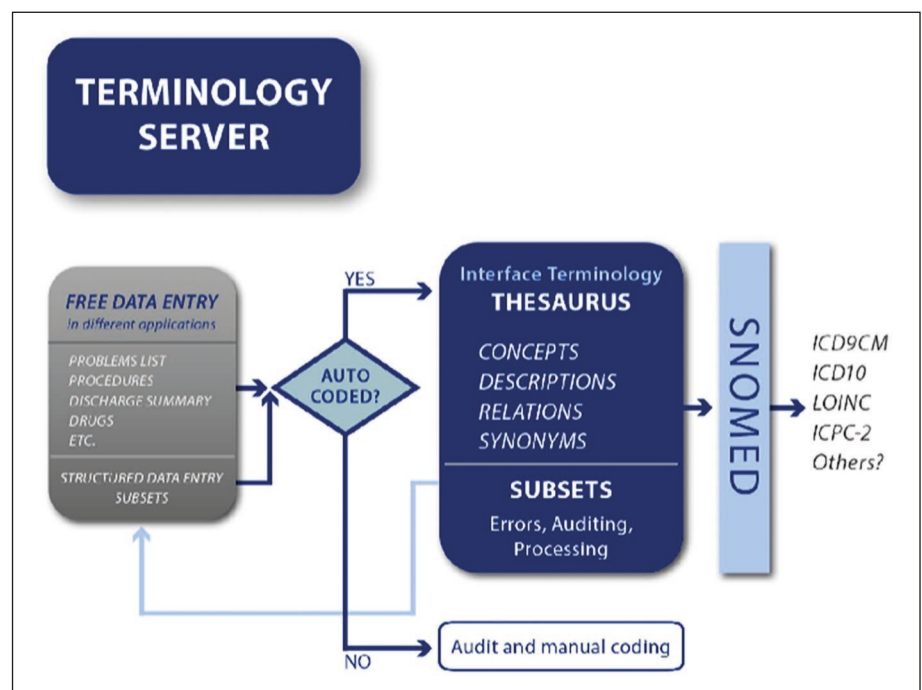 TERMINOLOGY
SERVER
FREE DATA ENTRY
in different applications
PROBLEMS LIST
PROCEDURES
DISCHARGE SUMMARY
DRUGS
ETC.
STRUCTURED DATA ENTRY
SUBSETS
YES
AUTO
CODED?
NO
Interface Terminology
THESAURUS
CONCEPTS
DESCRIPTIONS
RELATIONS
SYNONYMS
SUBSETS
Errors, Auditing,
Processing
Audit and manual coding
SNOMED
ICD9CM
ICD10
LOINC
ICPC-2
Others?